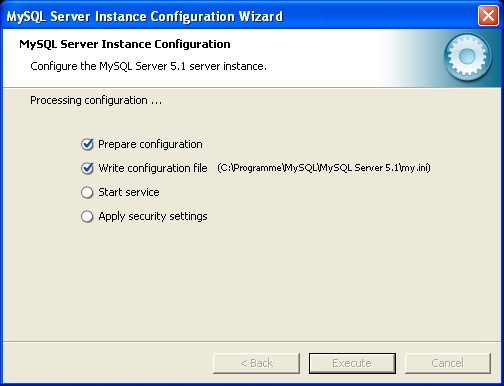 MySQL Server Instance Configuration Wizard
MySQL Server Instance Configuration
Configure the MySQL Server 5.1 server instance.
Processing configuration ...
Prepare configuration
Write configuration file (C:\Programme\MySQL\MySQL Server 5.1\my.ini)
Start service
Apply security settings
< Back Execute Cancel